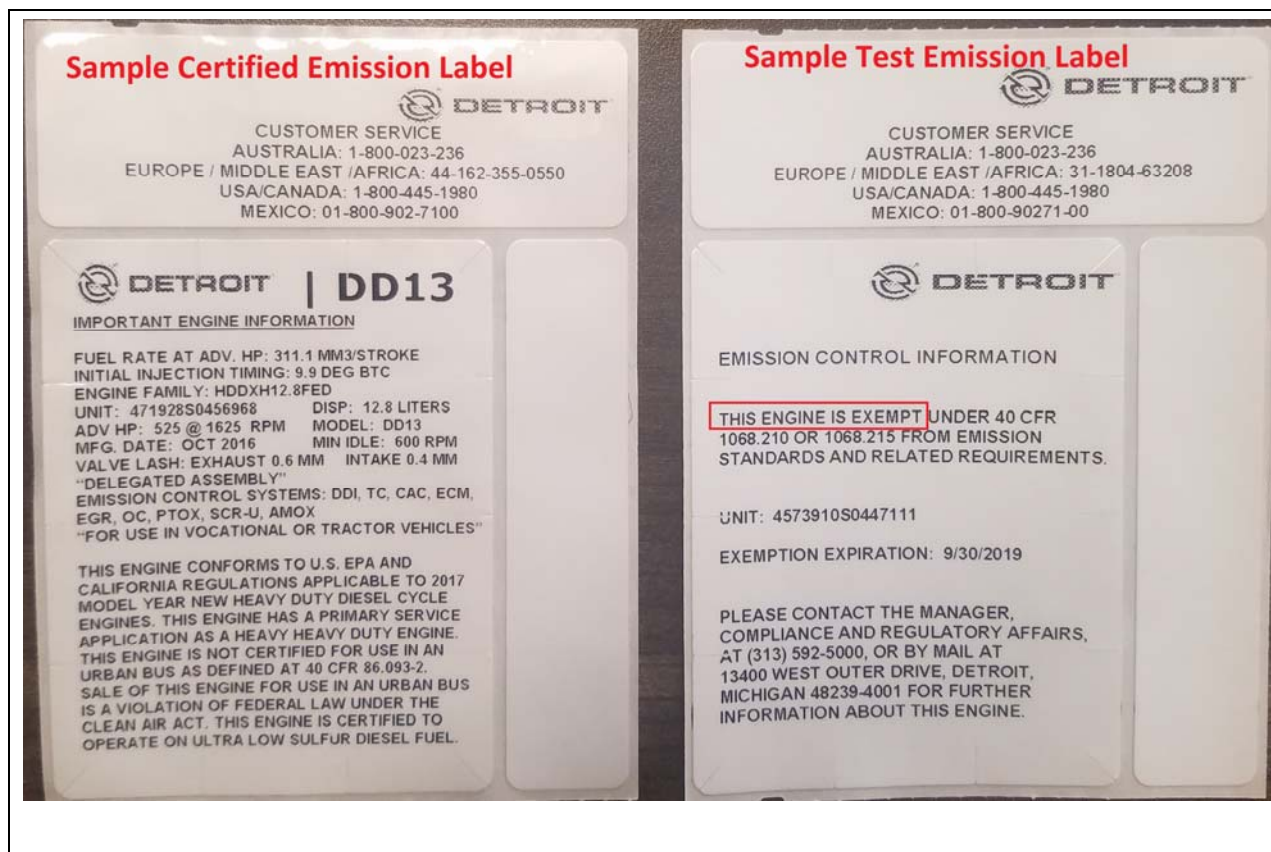 Sample Certified Emission Label
DETROIT
CUSTOMER SERVICE
AUSTRALIA: 1-800-023-236
EUROPE / MIDDLE EAST /AFRICA: 44-162-355-0550
USA/CANADA: 1-800-445-1980
MEXICO: 01-800-902-7100
DETROIT | DD13
IMPORTANT ENGINE INFORMATION
FUEL RATE AT ADV. HP: 311.1 MM3/STROKE
INITIAL INJECTION TIMING: 9.9 DEG BTC
ENGINE FAMILY: HDDXH12.8FED
UNIT: 471928S0456968 DISP: 12.8 LITERS
ADV HP: 525 @ 1625 RPM MODEL: DD13
MFG. DATE: OCT 2016 MIN IDLE: 600 RPM
VALVE LASH: EXHAUST 0.6 MM INTAKE 0.4 MM
"DELEGATED ASSEMBLY"
EMISSION CONTROL SYSTEMS: DDI, TC, CAC, ECM,
EGR, OC, PTOX, SCR-U, AMOX
"FOR USE IN VOCATIONAL OR TRACTOR VEHICLES"
THIS ENGINE CONFORMS TO U.S. EPA AND
CALIFORNIA REGULATIONS APPLICABLE TO 2017
MODEL YEAR NEW HEAVY DUTY DIESEL CYCLE
ENGINES. THIS ENGINE HAS A PRIMARY SERVICE
APPLICATION AS A HEAVY HEAVY DUTY ENGINE.
THIS ENGINE IS NOT CERTIFIED FOR USE IN AN
URBAN BUS AS DEFINED AT 40 CFR 86.093-2.
SALE OF THIS ENGINE FOR USE IN AN URBAN BUS
IS A VIOLATION OF FEDERAL LAW UNDER THE
CLEAN AIR ACT. THIS ENGINE IS CERTIFIED TO
OPERATE ON ULTRA LOW SULFUR DIESEL FUEL.
Sample Test Emission Label
DETROIT
CUSTOMER SERVICE
AUSTRALIA: 1-800-023-236
EUROPE / MIDDLE EAST /AFRICA: 31-1804-63208
USA/CANADA: 1-800-445-1980
MEXICO: 01-800-90271-00
DETROIT
EMISSION CONTROL INFORMATION
THIS ENGINE IS EXEMPT UNDER 40 CFR
1068.210 OR 1068.215 FROM EMISSION
STANDARDS AND RELATED REQUIREMENTS.
UNIT: 4573910S0447111
EXEMPTION EXPIRATION: 9/30/2019
PLEASE CONTACT THE MANAGER,
COMPLIANCE AND REGULATORY AFFAIRS,
AT (313) 592-5000, OR BY MAIL AT
13400 WEST OUTER DRIVE, DETROIT,
MICHIGAN 48239-4001 FOR FURTHER
INFORMATION ABOUT THIS ENGINE.